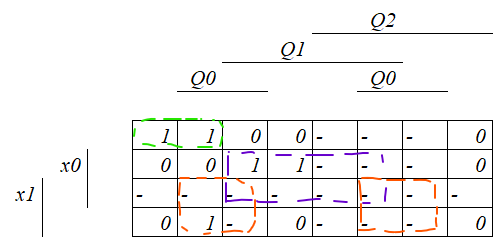 Q2
Q1
Q0 Q0
1 1 0 0 - - - 0
x0 0 0 1 1 - - - 0
x1 - - - - - - - -
0 1 - 0 - - - 0